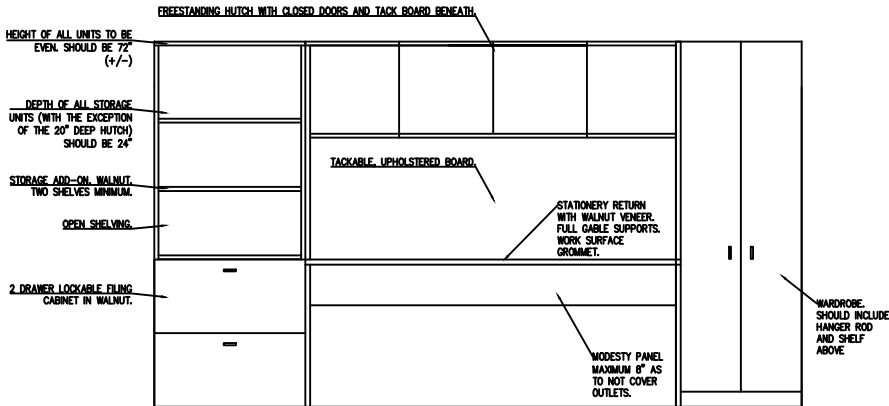 FREESTANDING HUTCH WITH CLOSED DOORS AND TACK BOARD BENEATH.
HEIGHT OF ALL UNITS TO BE
EVEN. SHOULD BE 72"
(+/-)
DEPTH OF ALL STORAGE
UNITS (WITH THE EXCEPTION
OF THE 20" DEEP HUTCH)
SHOULD BE 24"
STORAGE ADD-ON. WALNUT.
TWO SHELVES MINIMUM.
OPEN SHELVING.
2 DRAWER LOCKABLE FILING
CABINET IN WALNUT.
TACKABLE. UPHOLSTERED BOARD.
STATIONERY RETURN
WITH WALNUT VENEER.
FULL GABLE SUPPORTS.
WORK SURFACE
GROMMET.
MODESTY PANEL
MAXIMUM 8" AS
TO NOT COVER
OUTLETS.
WARDROBE.
SHOULD INCLUDE
HANGER ROD
AND SHELF
ABOVE